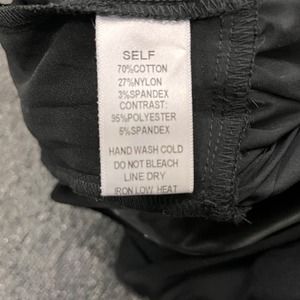 SELF
70%COTTON
27%NYLON
3%SPANDEX
CONTRAST:
95%POLYESTER
5%SPANDEX
HAND WASH COLD
DO NOT BLEACH
LINE DRY
IRON LOW HEAT